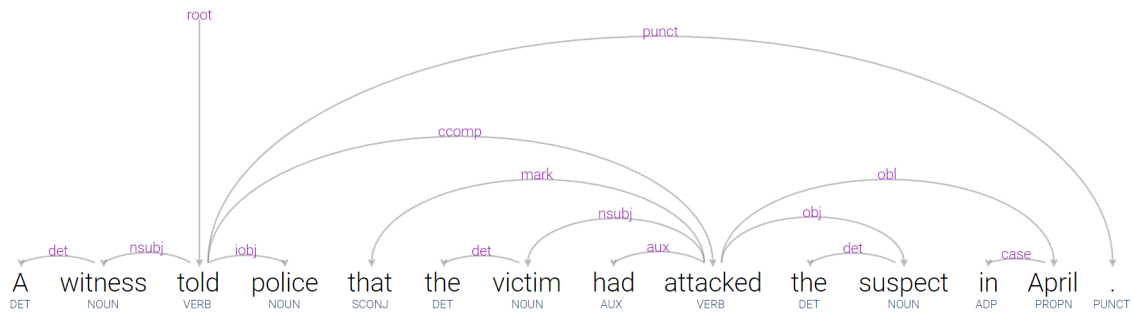 root
punct
ccomp
mark
obl
nsubj
obj
det nsubj iobj det aux det case
A witness told police that the victim had attacked the suspect in April .
DET NOUN VERB NOUN SCONJ DET NOUN AUX VERB DET NOUN ADP PROPN PUNCT